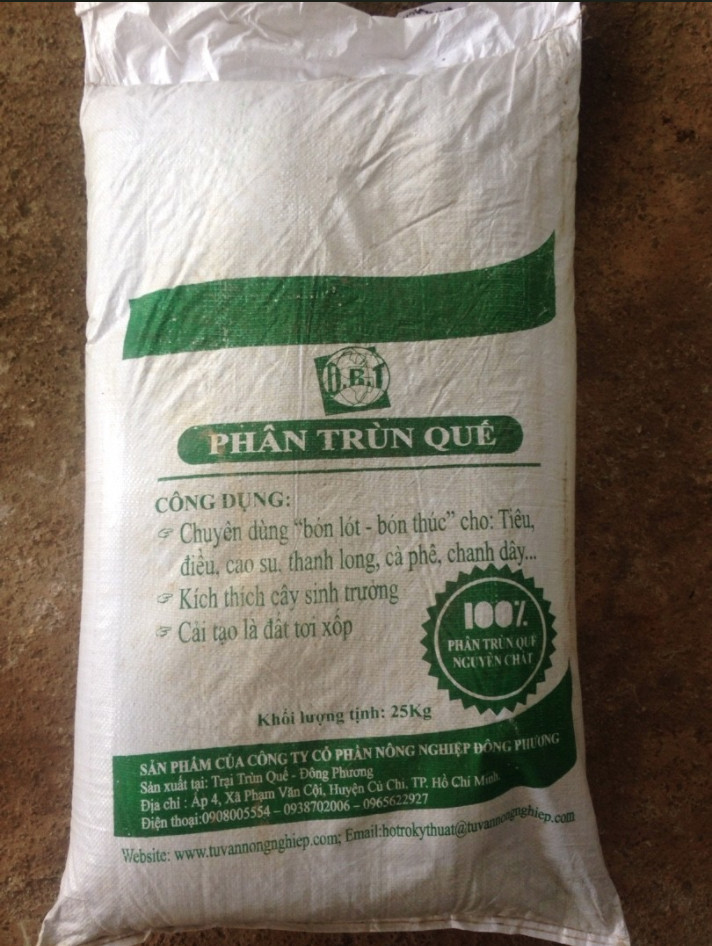 PHÂN TRÙN QUẾ
CÔNG DỤNG:
☞ Chuyên dùng “bón lót - bón thúc” cho: Tiêu,
điều, cao su, thanh long, cà phê, chanh dây...
☞ Kích thích cây sinh trưởng
☞ Cải tạo là đất tơi xốp
100%
PHÂN TRÙN QUẾ
NGUYÊN CHẤT
Khối lượng tịnh: 25Kg
SẢN PHẨM CỦA CÔNG TY CỔ PHẦN NÔNG NGHIỆP ĐÔNG PHƯƠNG
Sản xuất tại: Trại Trùn Quế - Đông Phương
Địa chỉ : Ấp 4, Xã Phạm Văn Cội, Huyện Củ Chi, TP. Hồ Chí Minh
Điện thoại:0908005554 – 0938702006 – 0965622927
Website: www.tuvannongnghiep.com; Email:hotrokythuat@tuvannongnghiep.com